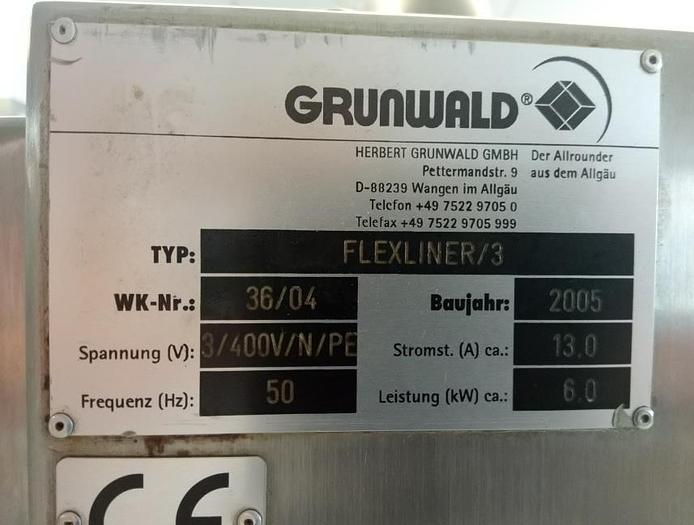 GRUNWALD®
HERBERT GRUNWALD GMBH Der Allrounder
Pettermandstr. 9 aus dem Allgäu
D-88239 Wangen im Allgäu
Telefon +49 7522 9705 0
Telefax +49 7522 9705 999
TYP: FLEXLINER/3
WK-Nr.: 36/04 Baujahr: 2005
Spannung (V): 3/400V/N/PE Stromst. (A) ca.: 13.0
Frequenz (Hz): 50 Leistung (kW) ca.: 6.0
CE